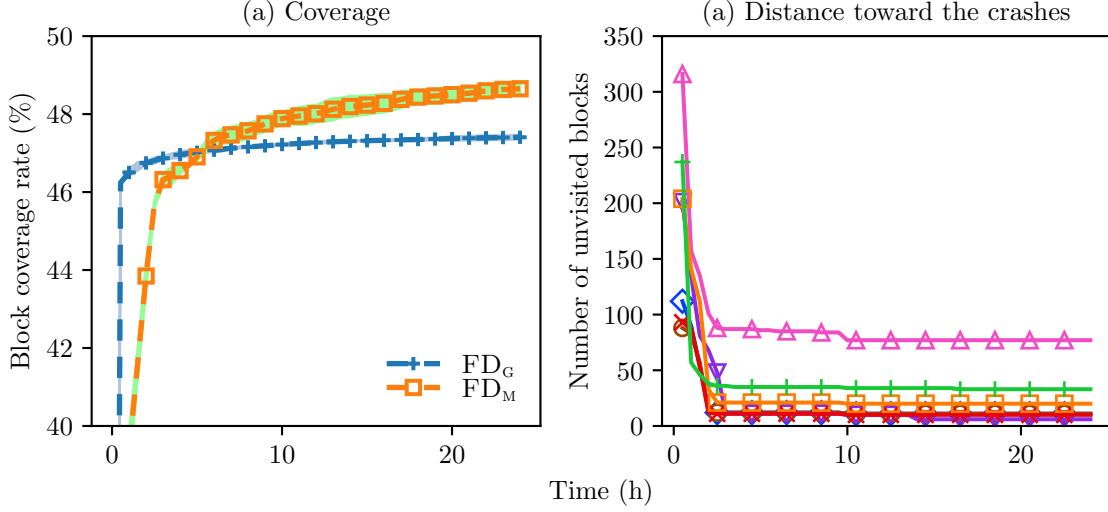 (a) Coverage
(a) Distance toward the crashes
Block coverage rate (%)
50
48
46
44
42
40
0
10
20
FD_G
FD_M
Number of unvisited blocks
350
300
250
200
150
100
50
0
0
10
20
Time (h)